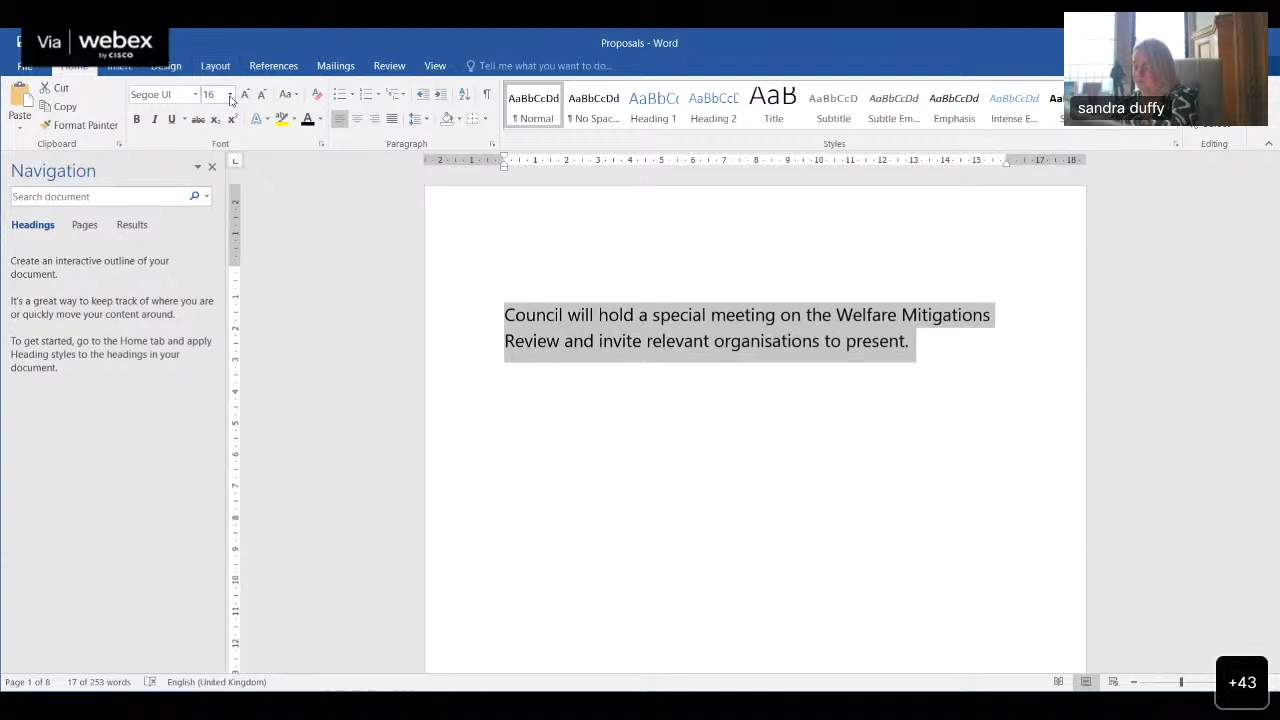 Via webex
by CISCO
Proposals - Word
sandra duffy
File Home Insert Design Layout References Mailings Review View Tell me what you want to do...
Paste
Cut
Copy
Format Painter
Segoe UI 16
AaBbCcDd AaBbCcDd AaBbCc AaBbCcD AaB AaBbCcD AaBbCcDd AaBbCcDd AaBbCcDd
¶ Normal ¶ No Spac... Heading 1 Heading 2 Title Subtitle Subtle Em... Emphasis Intense E...
Clipboard Font Paragraph Styles Editing
Navigation
Search document
Headings Pages Results
Create an interactive outline of your
document.
It's a great way to keep track of where you are
or quickly move your content around.
To get started, go to the Home tab and apply
Heading styles to the headings in your
document.
Council will hold a special meeting on the Welfare Mitigations
Review and invite relevant organisations to present.
Page 1 of 8 17 of 253 words English (United Kingdom)
+43